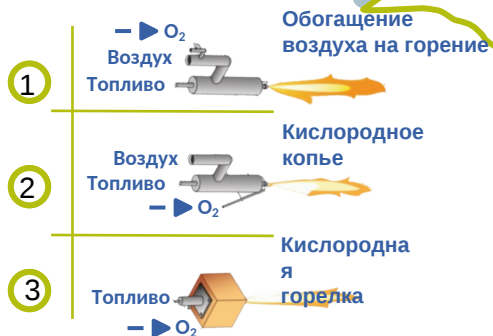 O₂
Обогащение
воздуха на горение
Воздух
Топливо
1
Кислородное
копье
Воздух
Топливо
2
O₂
Кислородна
я
горелка
3
Топливо
O₂